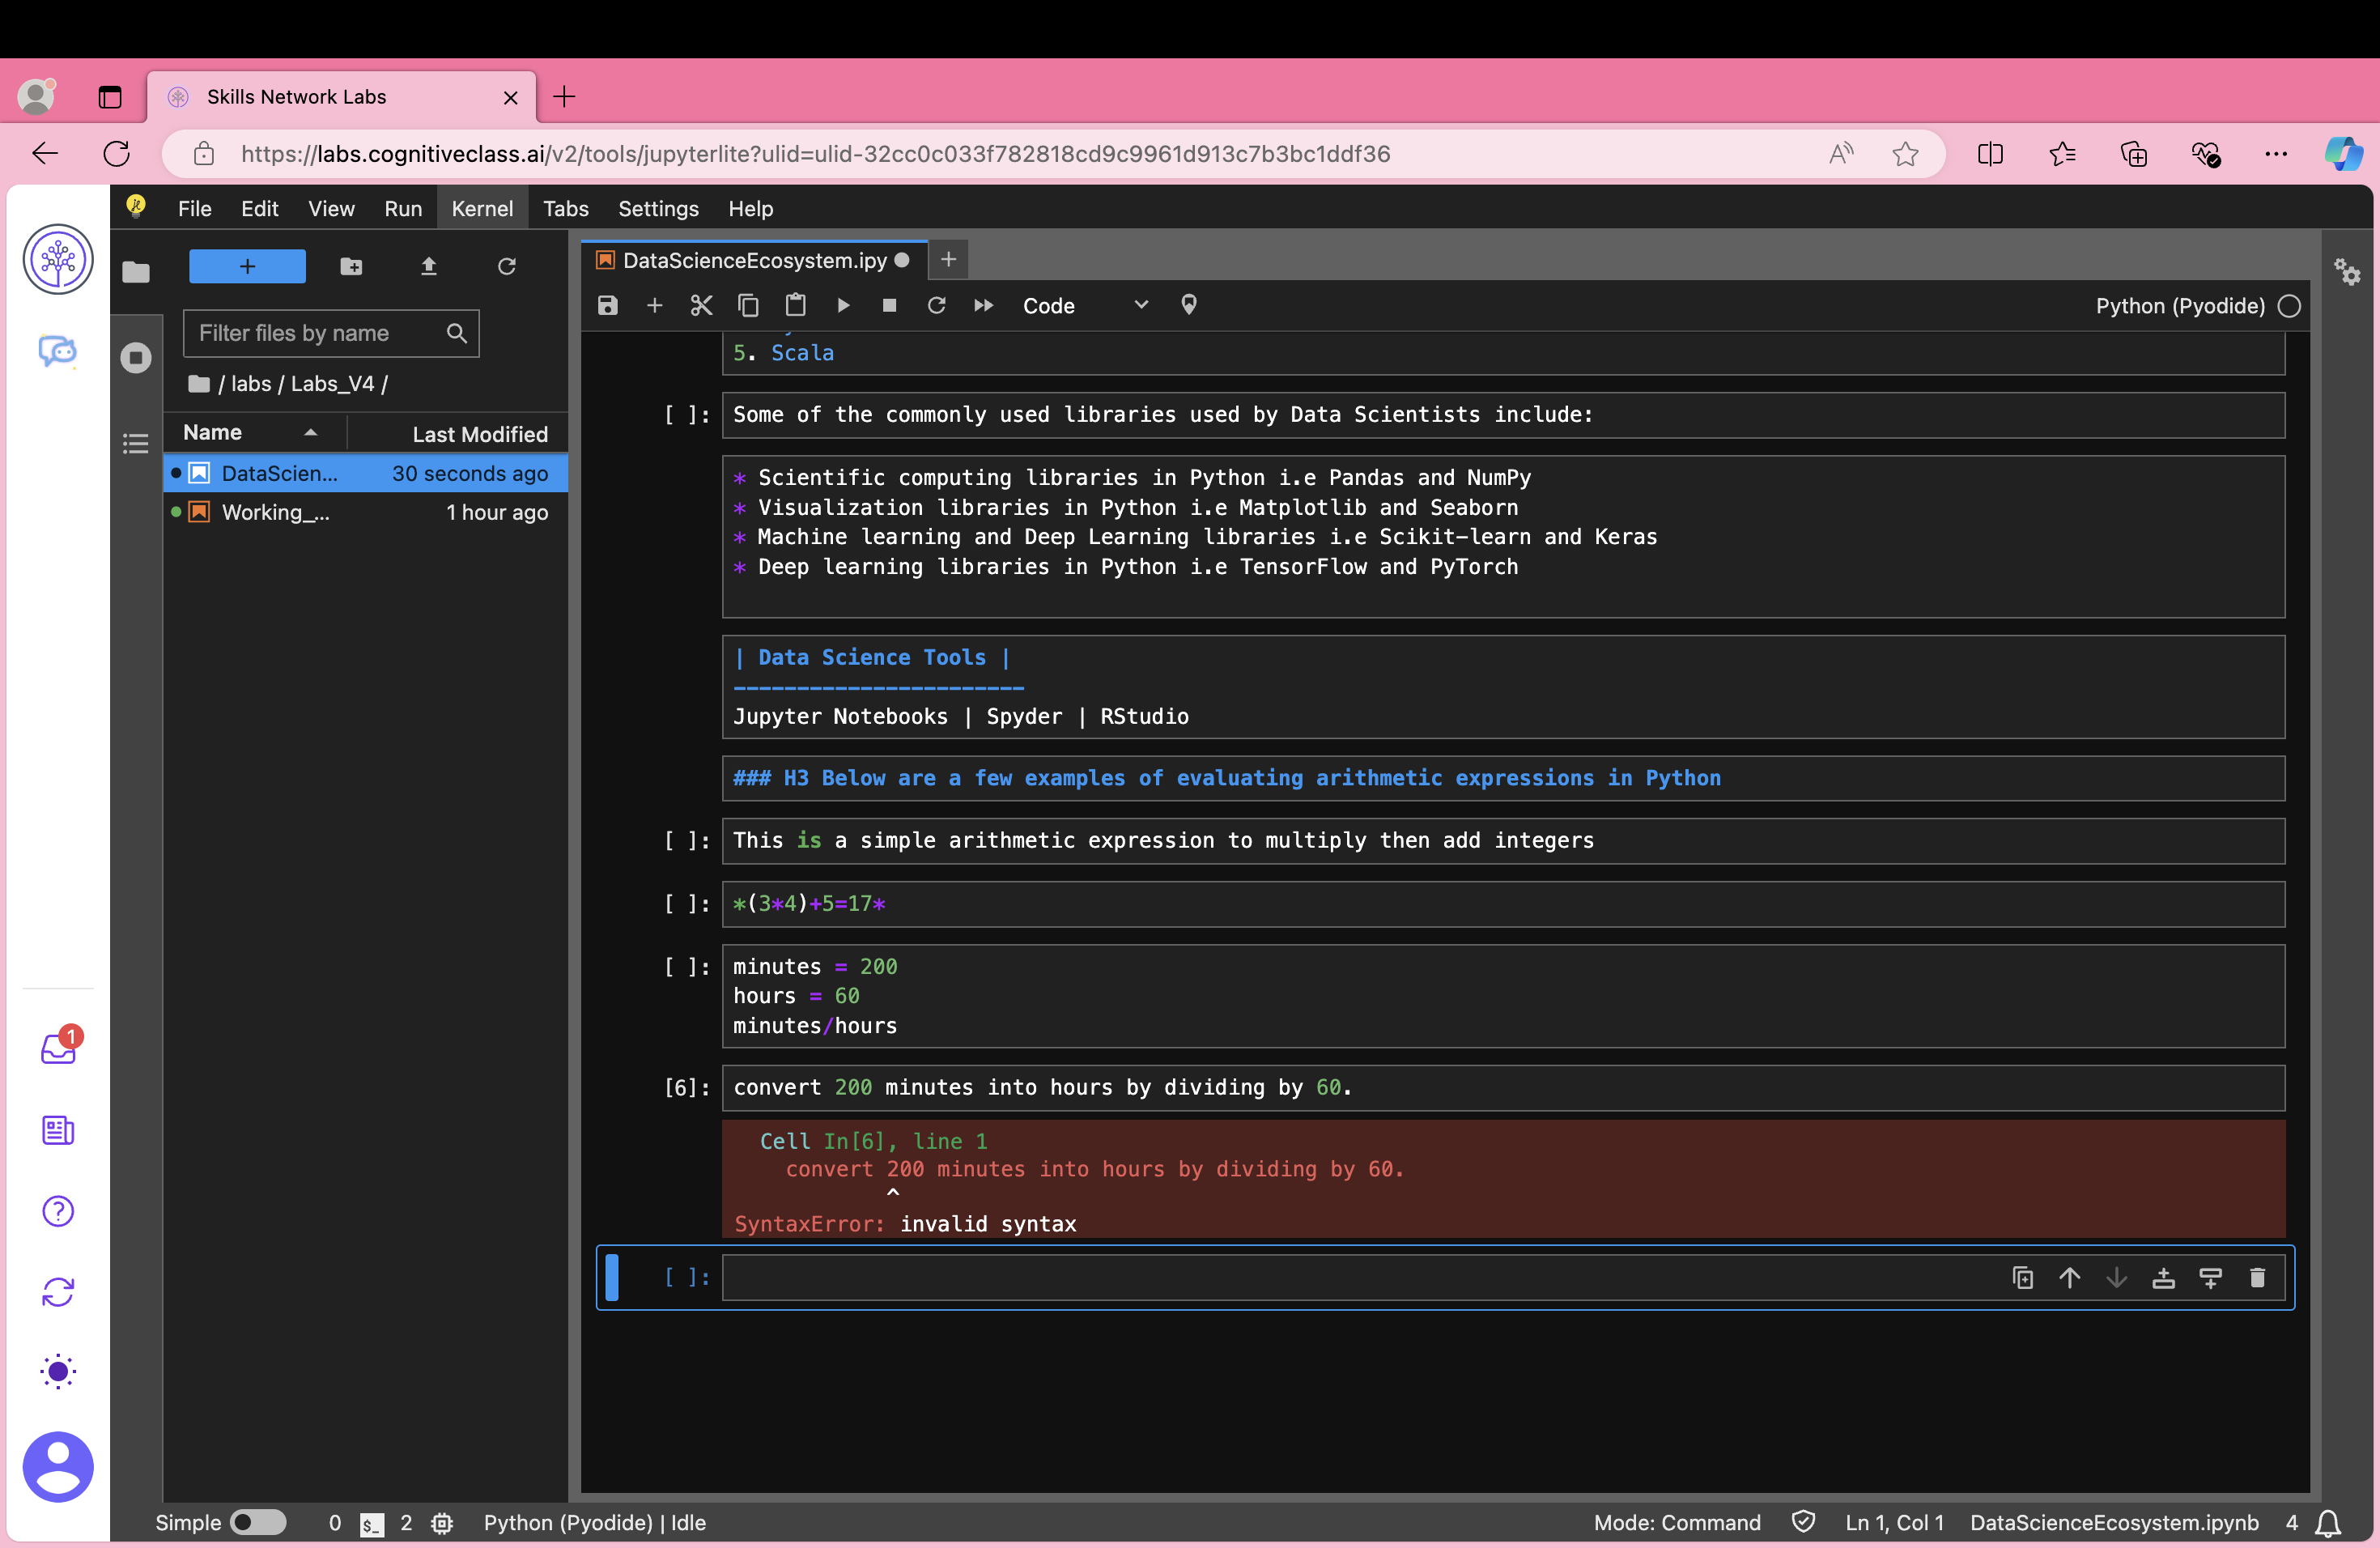 Skills Network Labs
https://labs.cognitiveclass.ai/v2/tools/jupyterlite?ulid=ulid-32cc0c033f782818cd9c9961d913c7b3bc1ddf36
File Edit View Run Kernel Tabs Settings Help
DataScienceEcosystem.ipy
Code
Python (Pyodide)
Filter files by name
/ labs / Labs_V4 /
Name Last Modified
DataScien... 30 seconds ago
Working_... 1 hour ago
5. Scala
[ ]: Some of the commonly used libraries used by Data Scientists include:
* Scientific computing libraries in Python i.e Pandas and NumPy
* Visualization libraries in Python i.e Matplotlib and Seaborn
* Machine learning and Deep Learning libraries i.e Scikit-learn and Keras
* Deep learning libraries in Python i.e TensorFlow and PyTorch
| Data Science Tools |
-----------------------
Jupyter Notebooks | Spyder | RStudio
### H3 Below are a few examples of evaluating arithmetic expressions in Python
[ ]: This is a simple arithmetic expression to multiply then add integers
[ ]: *(3*4)+5=17*
[ ]: minutes = 200
hours = 60
minutes/hours
[6]: convert 200 minutes into hours by dividing by 60.
Cell In[6], line 1
convert 200 minutes into hours by dividing by 60.
^
SyntaxError: invalid syntax
[ ]:
1
Simple 0 $_ 2 Python (Pyodide) | Idle Mode: Command Ln 1, Col 1 DataScienceEcosystem.ipynb 4